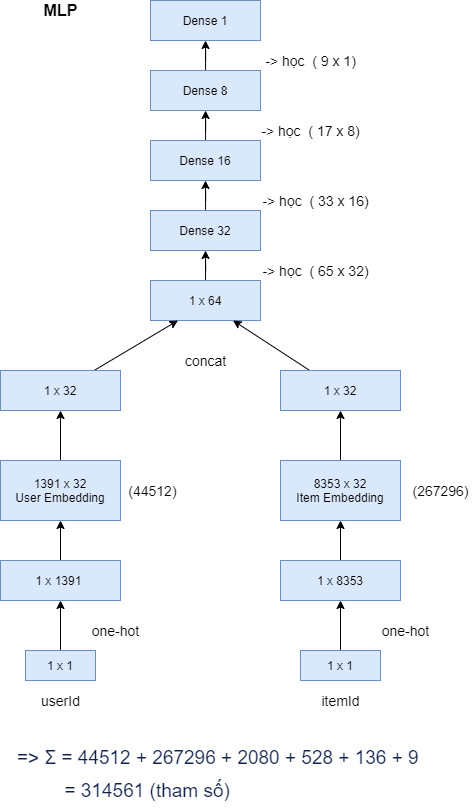 MLP
Dense 1
-> học ( 9 x 1)
Dense 8
-> học ( 17 x 8)
Dense 16
-> học ( 33 x 16)
Dense 32
-> học ( 65 x 32)
1 x 64
concat
1 x 32
1 x 32
1391 x 32
User Embedding
(44512)
8353 x 32
Item Embedding
(267296)
1 x 1391
1 x 8353
one-hot
one-hot
1 x 1
1 x 1
userId
itemId
=> Σ = 44512 + 267296 + 2080 + 528 + 136 + 9
= 314561 (tham số)